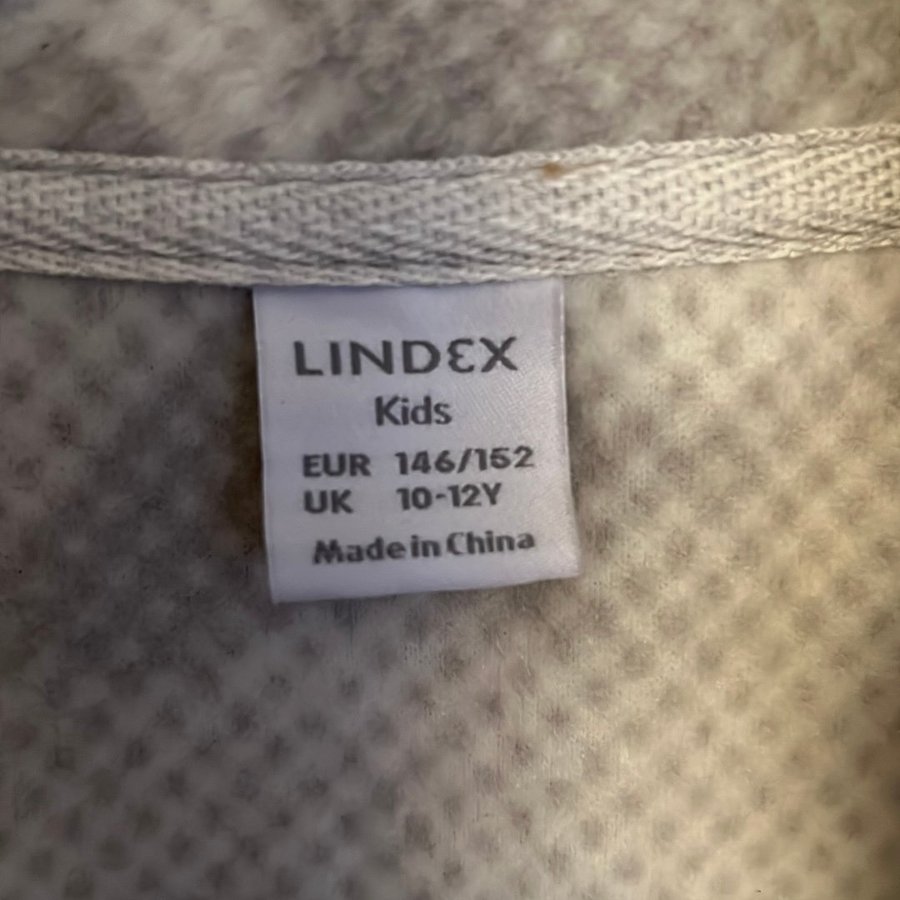 LINDEX
Kids
EUR 146/152
UK 10-12Y
Made in China